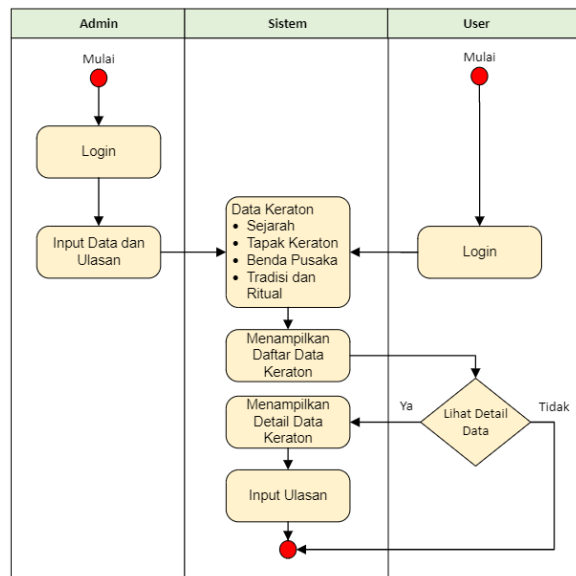 Admin
Sistem
User
Mulai
Mulai
Login
Data Keraton
• Sejarah
• Tapak Keraton
• Benda Pusaka
• Tradisi dan
Ritual
Input Data dan
Ulasan
Login
Menampilkan
Daftar Data
Keraton
Menampilkan
Detail Data
Keraton
Ya
Lihat Detail
Data
Tidak
Input Ulasan